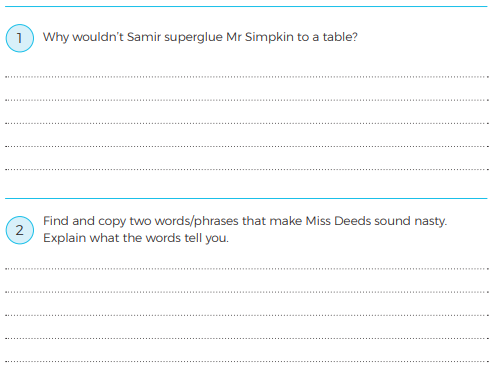 1 Why wouldn't Samir superglue Mr Simpkin to a table?
2 Find and copy two words/phrases that make Miss Deeds sound nasty.
Explain what the words tell you.